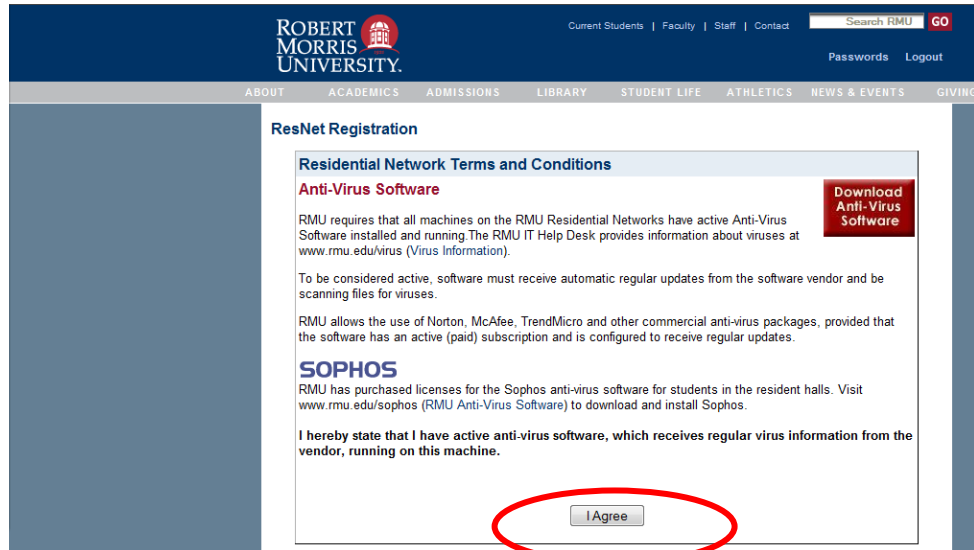 ROBERT
MORRIS
UNIVERSITY.
Current Students | Faculty | Staff | Contact
Search RMU GO
Passwords Logout
ABOUT ACADEMICS ADMISSIONS LIBRARY STUDENT LIFE ATHLETICS NEWS & EVENTS GIVING
ResNet Registration
Residential Network Terms and Conditions
Anti-Virus Software
Download
Anti-Virus
Software
RMU requires that all machines on the RMU Residential Networks have active Anti-Virus
Software installed and running.The RMU IT Help Desk provides information about viruses at
www.rmu.edu/virus (Virus Information).
To be considered active, software must receive automatic regular updates from the software vendor and be
scanning files for viruses.
RMU allows the use of Norton, McAfee, TrendMicro and other commercial anti-virus packages, provided that
the software has an active (paid) subscription and is configured to receive regular updates.
SOPHOS
RMU has purchased licenses for the Sophos anti-virus software for students in the resident halls. Visit
www.rmu.edu/sophos (RMU Anti-Virus Software) to download and install Sophos.
I hereby state that I have active anti-virus software, which receives regular virus information from the
vendor, running on this machine.
I Agree